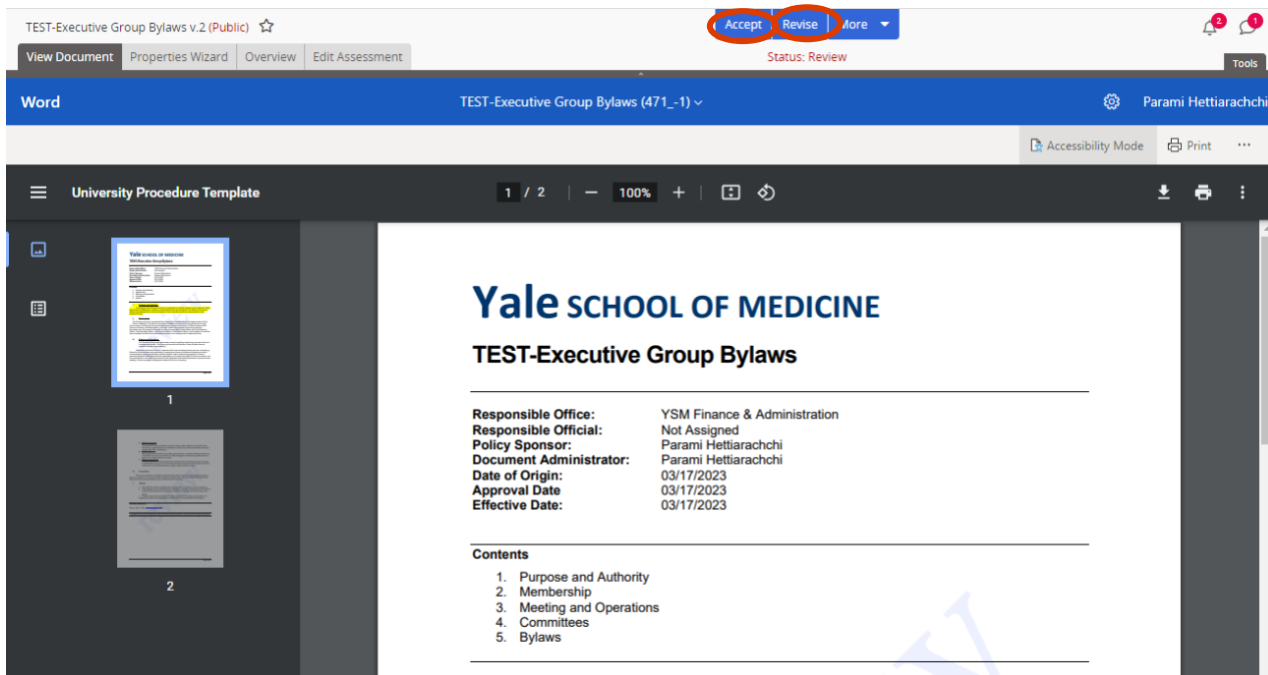 TEST-Executive Group Bylaws v.2 (Public)
Accept Revise More
2 1
View Document Properties Wizard Overview Edit Assessment
Status: Review
Tools
Word TEST-Executive Group Bylaws (471_-1) Parami Hettiarachchi
Accessibility Mode Print ...
University Procedure Template 1 / 2 | − 100% + |
Yale SCHOOL OF MEDICINE
TEST-Executive Group Bylaws
Responsible Office: YSM Finance & Administration
Responsible Official: Not Assigned
Policy Sponsor: Parami Hettiarachchi
Document Administrator: Parami Hettiarachchi
Date of Origin: 03/17/2023
Approval Date 03/17/2023
Effective Date: 03/17/2023
Contents
1. Purpose and Authority
2. Membership
3. Meeting and Operations
4. Committees
5. Bylaws
1
2